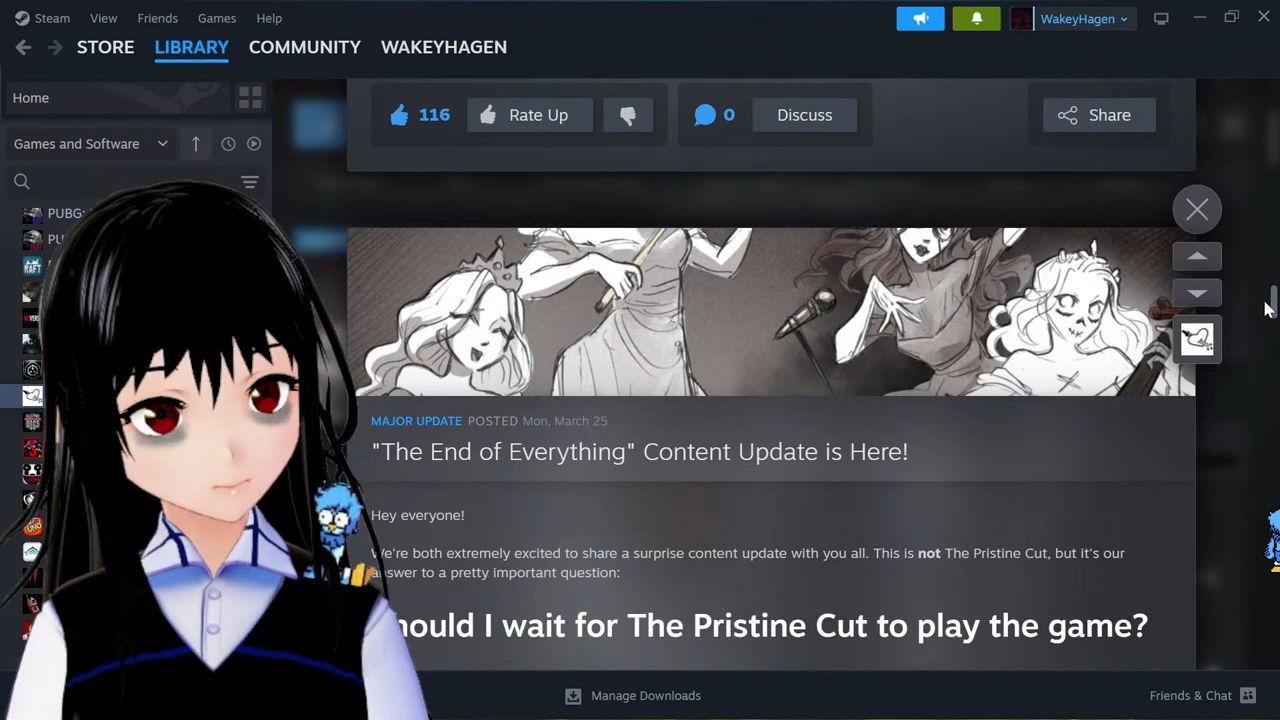 Steam View Friends Games Help
WakeyHagen
STORE LIBRARY COMMUNITY WAKEYHAGEN
Home
Games and Software
116 Rate Up 0 Discuss Share
PUBG:
PU
RAFT
UNO
MAJOR UPDATE POSTED Mon, March 25
"The End of Everything" Content Update is Here!
Hey everyone!
We're both extremely excited to share a surprise content update with you all. This is not The Pristine Cut, but it's our
answer to a pretty important question:
hould I wait for The Pristine Cut to play the game?
Manage Downloads
Friends & Chat